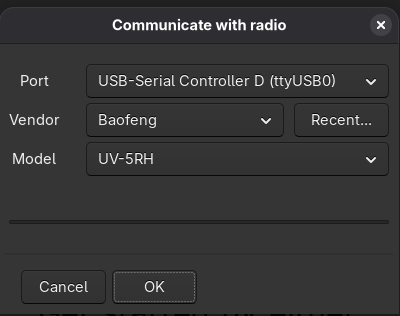 Communicate with radio
Port USB-Serial Controller D (ttyUSB0)
Vendor Baofeng Recent...
Model UV-5RH
Cancel OK